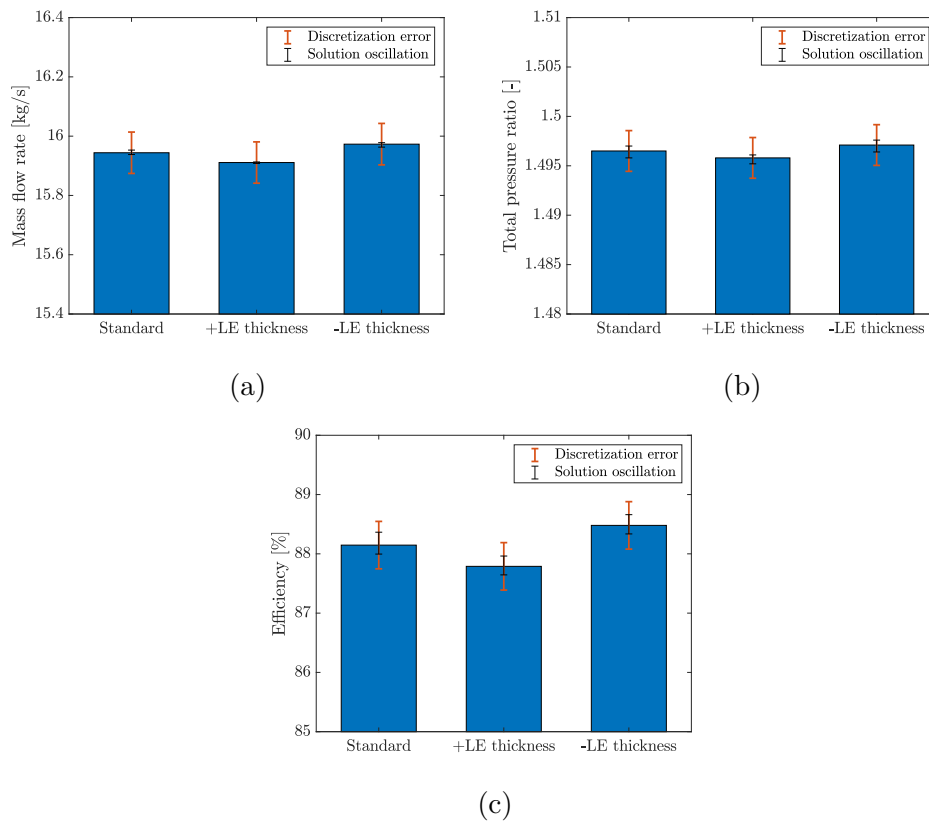 16.4
16.2
16
15.8
15.6
15.4
Mass flow rate [kg/s]
Discretization error
Solution oscillation
Standard +LE thickness -LE thickness
(a)
1.51
1.505
1.5
1.495
1.49
1.485
1.48
Total pressure ratio [-]
Discretization error
Solution oscillation
Standard +LE thickness -LE thickness
(b)
90
89
88
87
86
85
Efficiency [%]
Discretization error
Solution oscillation
Standard +LE thickness -LE thickness
(c)